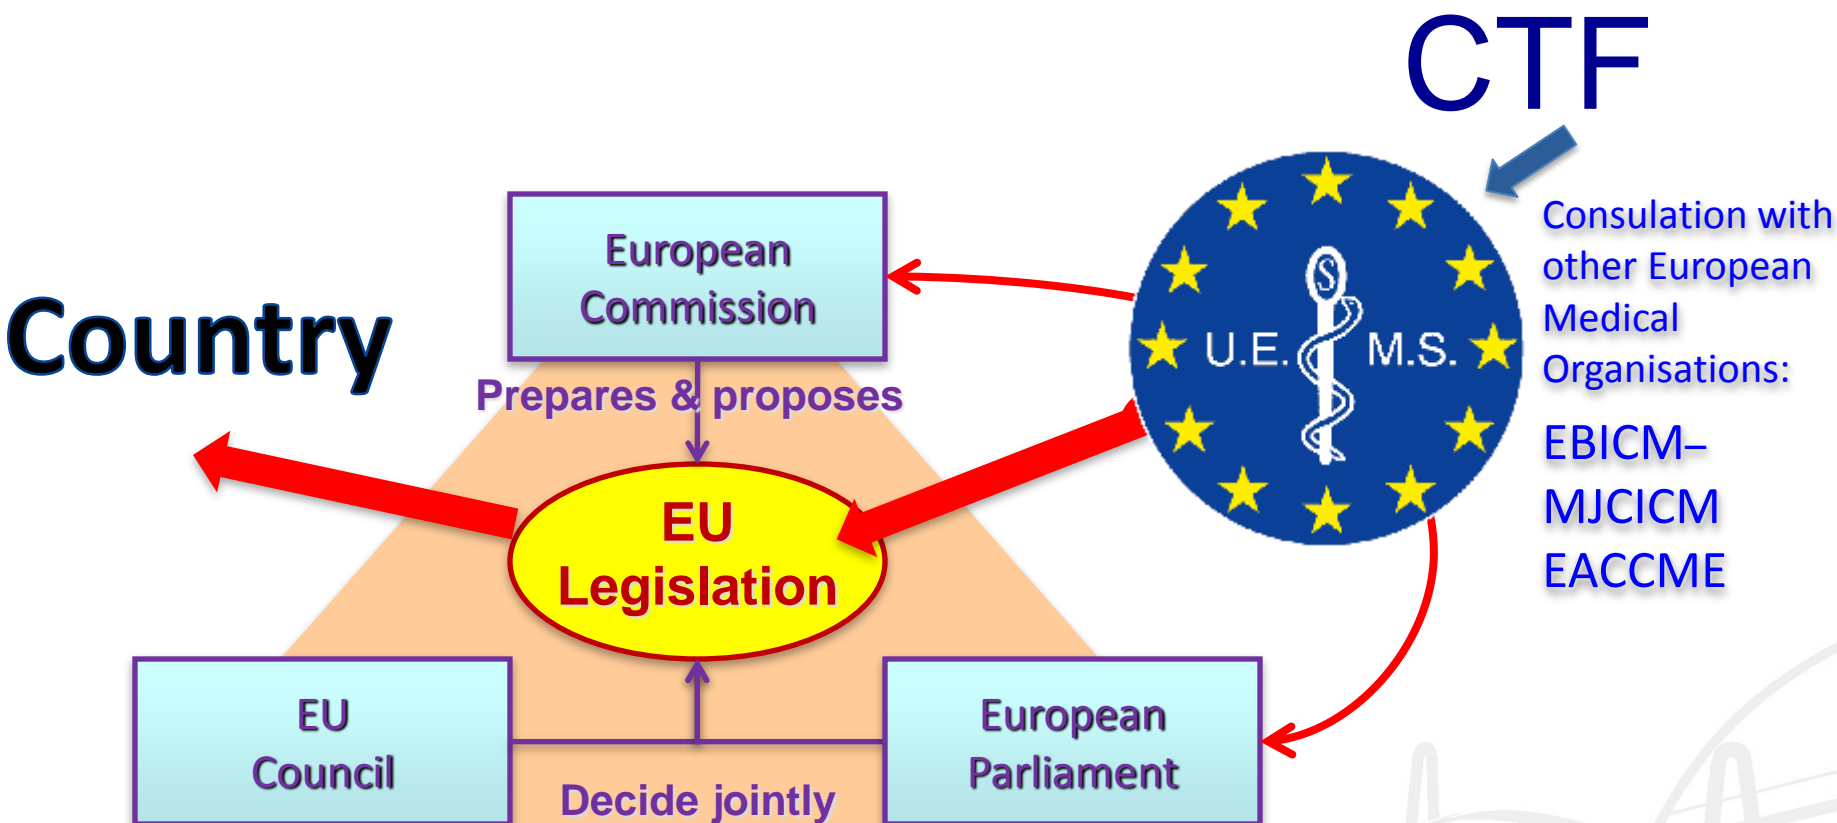 CTF
Consulation with
other European
Medical
Organisations:
EBICM–
MJCICM
EACCME
U.E. S M.S.
European
Commission
Country
Prepares & proposes
EU
Legislation
EU
Council
European
Parliament
Decide jointly